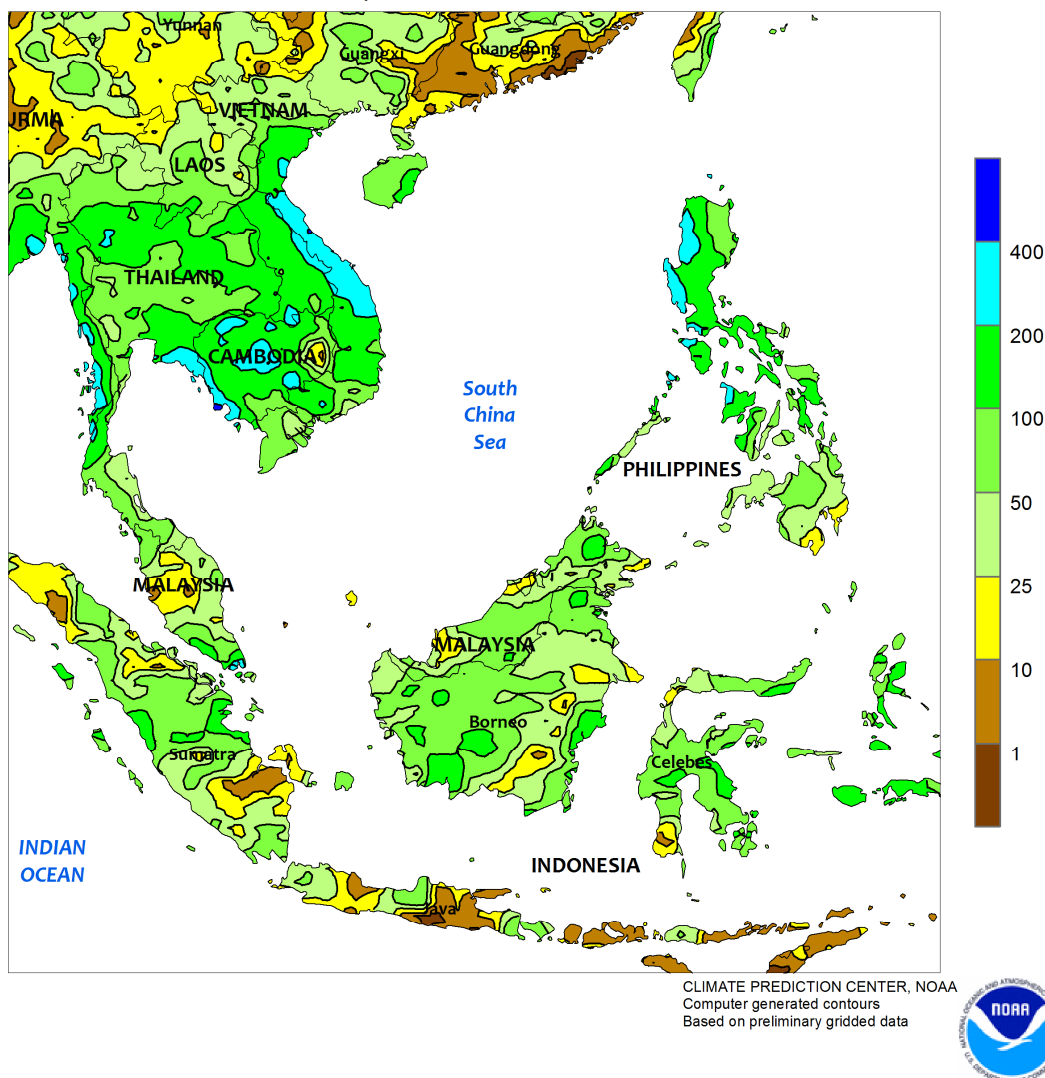 Yunnan
Guangxi
Guangdong
URMA
VIETNAM
LAOS
THAILAND
CAMBODIA
South
China
Sea
PHILIPPINES
MALAYSIA
MALAYSIA
Borneo
Sumatra
Celebes
INDIAN
OCEAN
INDONESIA
Java
400
200
100
50
25
10
1
CLIMATE PREDICTION CENTER, NOAA
Computer generated contours
Based on preliminary gridded data
NOAA